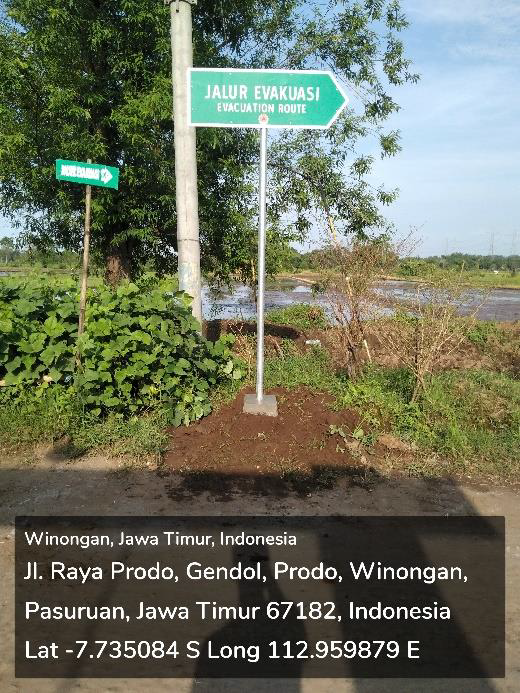 JALUR EVAKUASI
EVACUATION ROUTE
Winongan, Jawa Timur, Indonesia
Jl. Raya Prodo, Gendol, Prodo, Winongan,
Pasuruan, Jawa Timur 67182, Indonesia
Lat -7.735084 S Long 112.959879 E